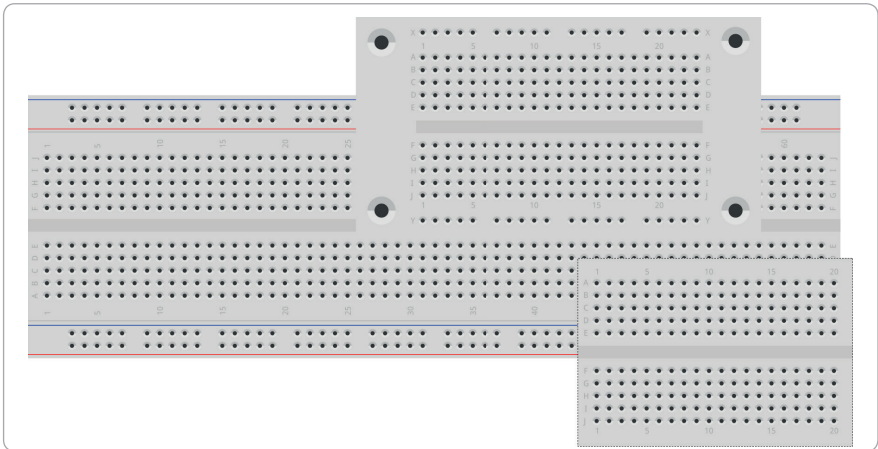 X X
1 5 10 15 20
A A
B B
C C
D D
E E
F F
G G
H H
I I
J J
1 5 10 15 20
Y Y
1 5 10 15 20 25 60
J J
I I
H H
G G
F F
E E
D
C
B
A
1 5 10 15 20 25 30 35 40
1 5 10 15 20
A
B
C
D
E
F
G
H
I
J
1 5 10 15 20